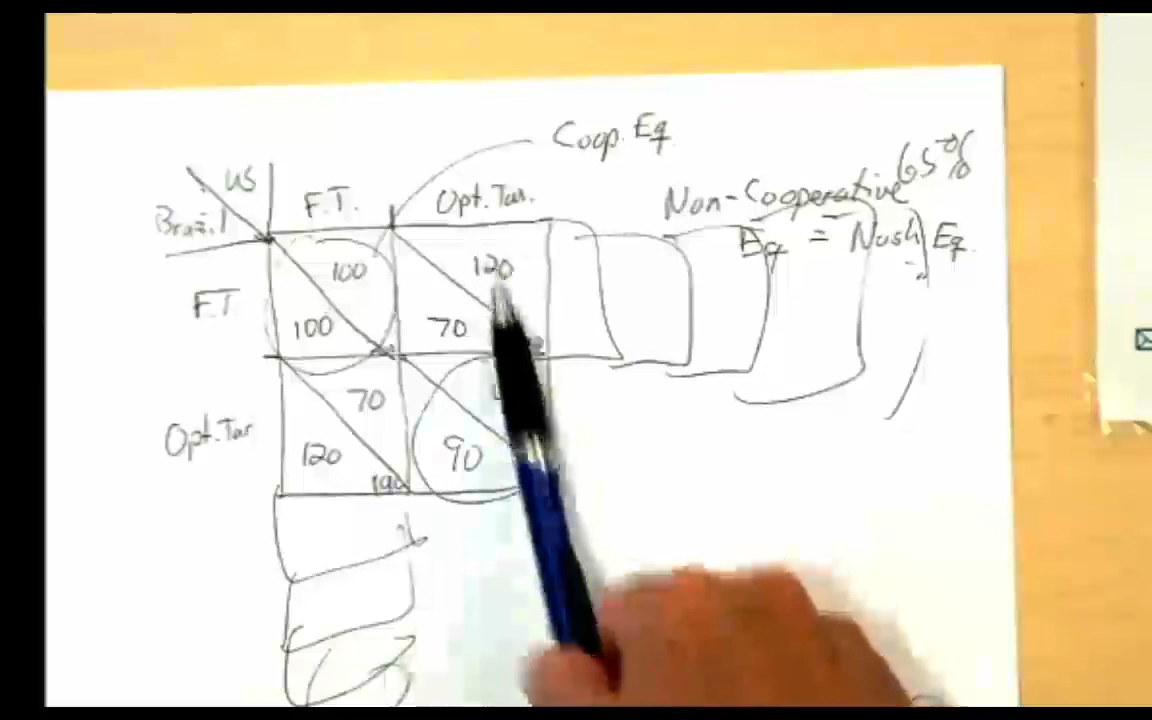 Coop. Eq
65%
US F.T. Opt. Tar. Non-Cooperative
Brazil Eq = Nash Eq.
100 120
F.T 100 70
70
Opt. Tar 120 190 90